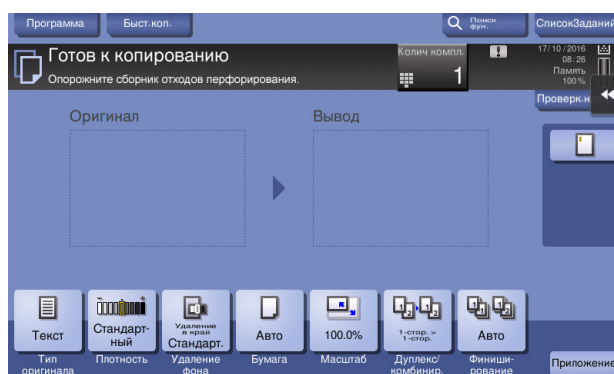 Программа
Быст.коп.
Поиск
фун.
СписокЗаданий
Готов к копированию
Опорожните сборник отходов перфорирования.
Колич компл.
1
17/10/2016
08:26
Память
100%
Проверк.н
Оригинал
Вывод
Текст
Стандарт-
ный
Удаление
в край
Стандарт.
Авто
100.0%
1-стор. >
1-стор.
Авто
Тип
оригинала
Плотность
Удаление
фона
Бумага
Масштаб
Дуплекс/
комбинир.
Финиши-
рование
Приложение